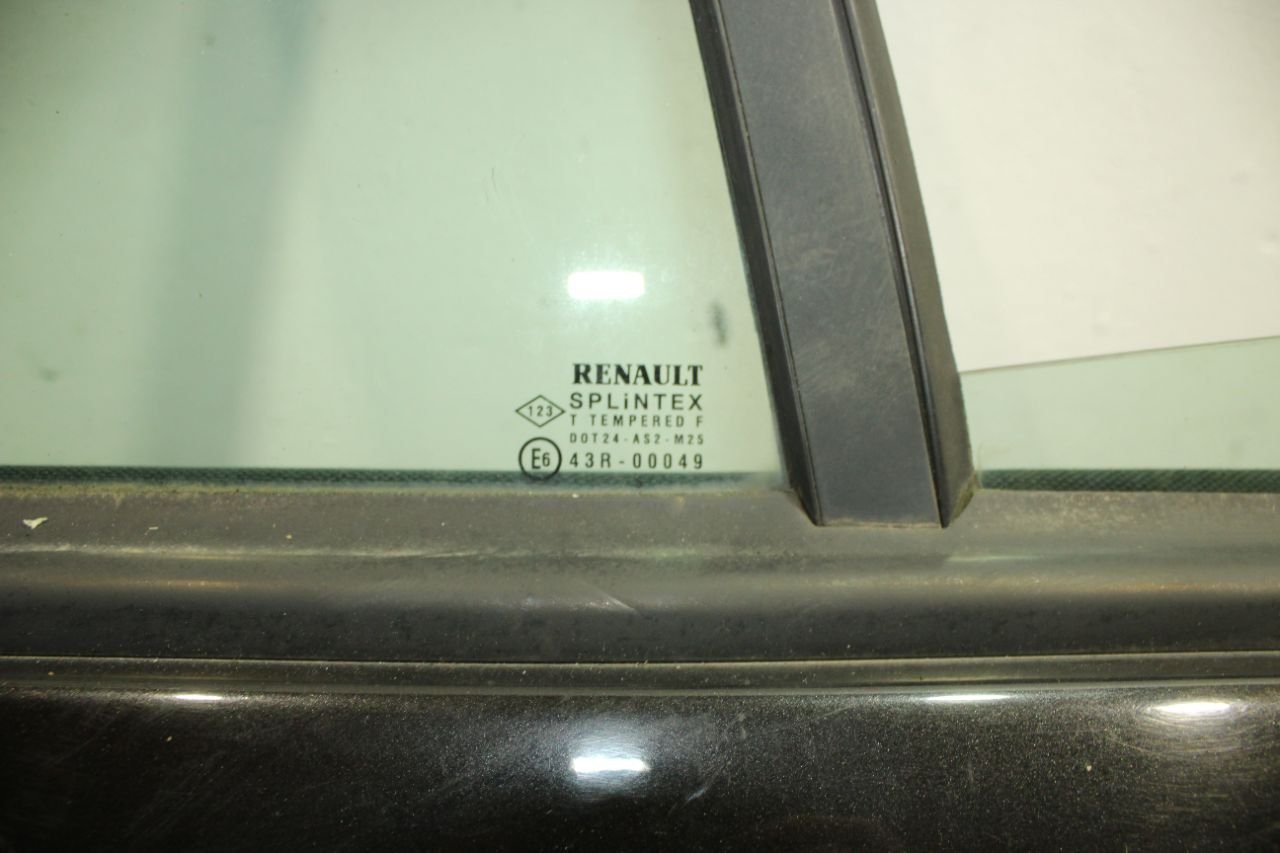 RENAULT
SPLiNTEX
123
T TEMPERED F
DOT24-AS2-M25
E6 43R-00049